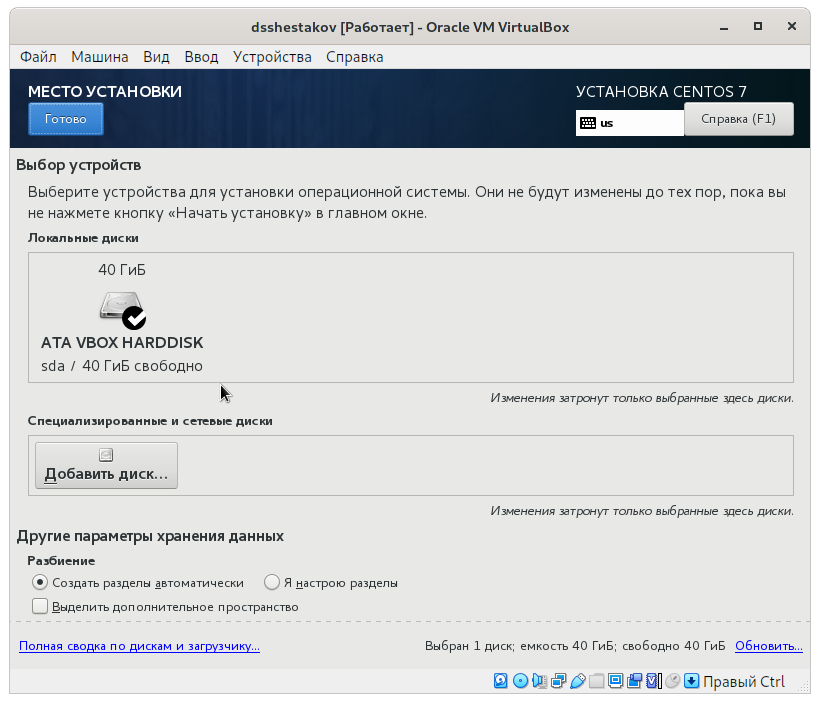 dsshestakov [Работает] - Oracle VM VirtualBox
Файл Машина Вид Ввод Устройства Справка
МЕСТО УСТАНОВКИ
УСТАНОВКА CENTOS 7
Готово
us
Справка (F1)
Выбор устройств
Выберите устройства для установки операционной системы. Они не будут изменены до тех пор, пока вы
не нажмете кнопку «Начать установку» в главном окне.
Локальные диски
40 ГиБ
ATA VBOX HARDDISK
sda / 40 ГиБ свободно
Изменения затронут только выбранные здесь диски.
Специализированные и сетевые диски
Добавить диск...
Изменения затронут только выбранные здесь диски.
Другие параметры хранения данных
Разбиение
Создать разделы автоматически Я настрою разделы
Выделить дополнительное пространство
Полная сводка по дискам и загрузчику... Выбран 1 диск; емкость 40 ГиБ; свободно 40 ГиБ Обновить...
Правый Ctrl